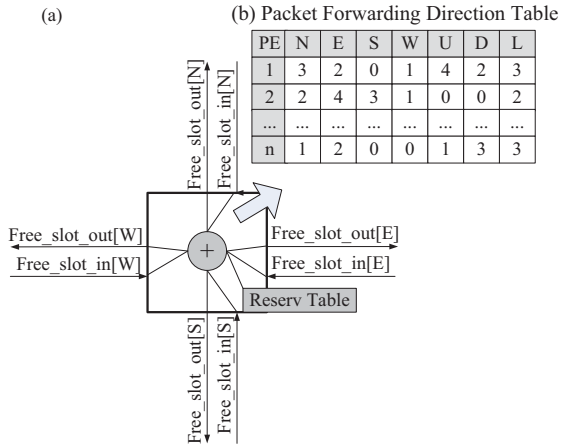 (a)
(b) Packet Forwarding Direction Table
PE N E S W U D L
1 3 2 0 1 4 2 3
2 2 4 3 1 0 0 2
... ... ... ... ... ... ... ...
n 1 2 0 0 1 3 3
Free_slot_out[N]
Free_slot_in[N]
Free_slot_out[W]
Free_slot_in[W]
+
Free_slot_out[E]
Free_slot_in[E]
Reserv Table
Free_slot_out[S]
Free_slot_in[S]